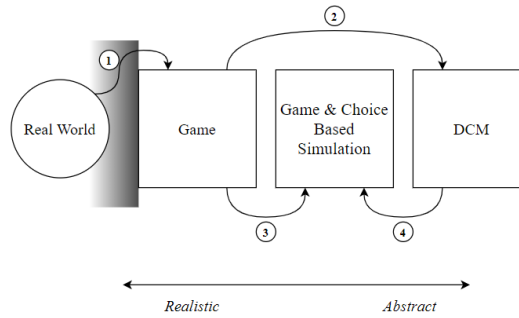 2
1
Real World
Game
Game & Choice
Based
Simulation
DCM
3
4
Realistic
Abstract